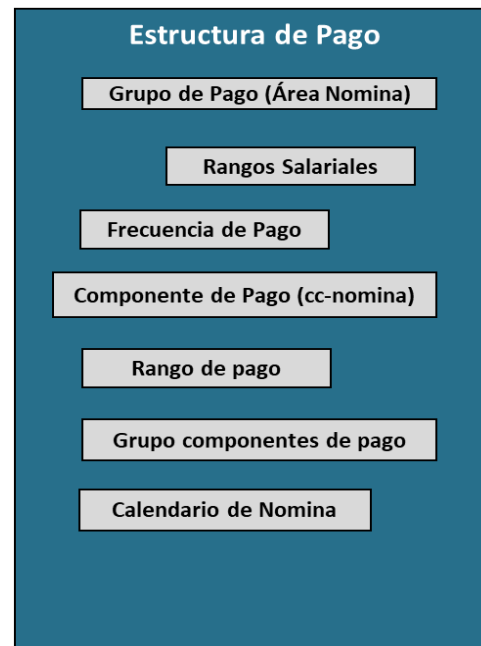 Estructura de Pago
Grupo de Pago (Área Nomina)
Rangos Salariales
Frecuencia de Pago
Componente de Pago (cc-nomina)
Rango de pago
Grupo componentes de pago
Calendario de Nomina